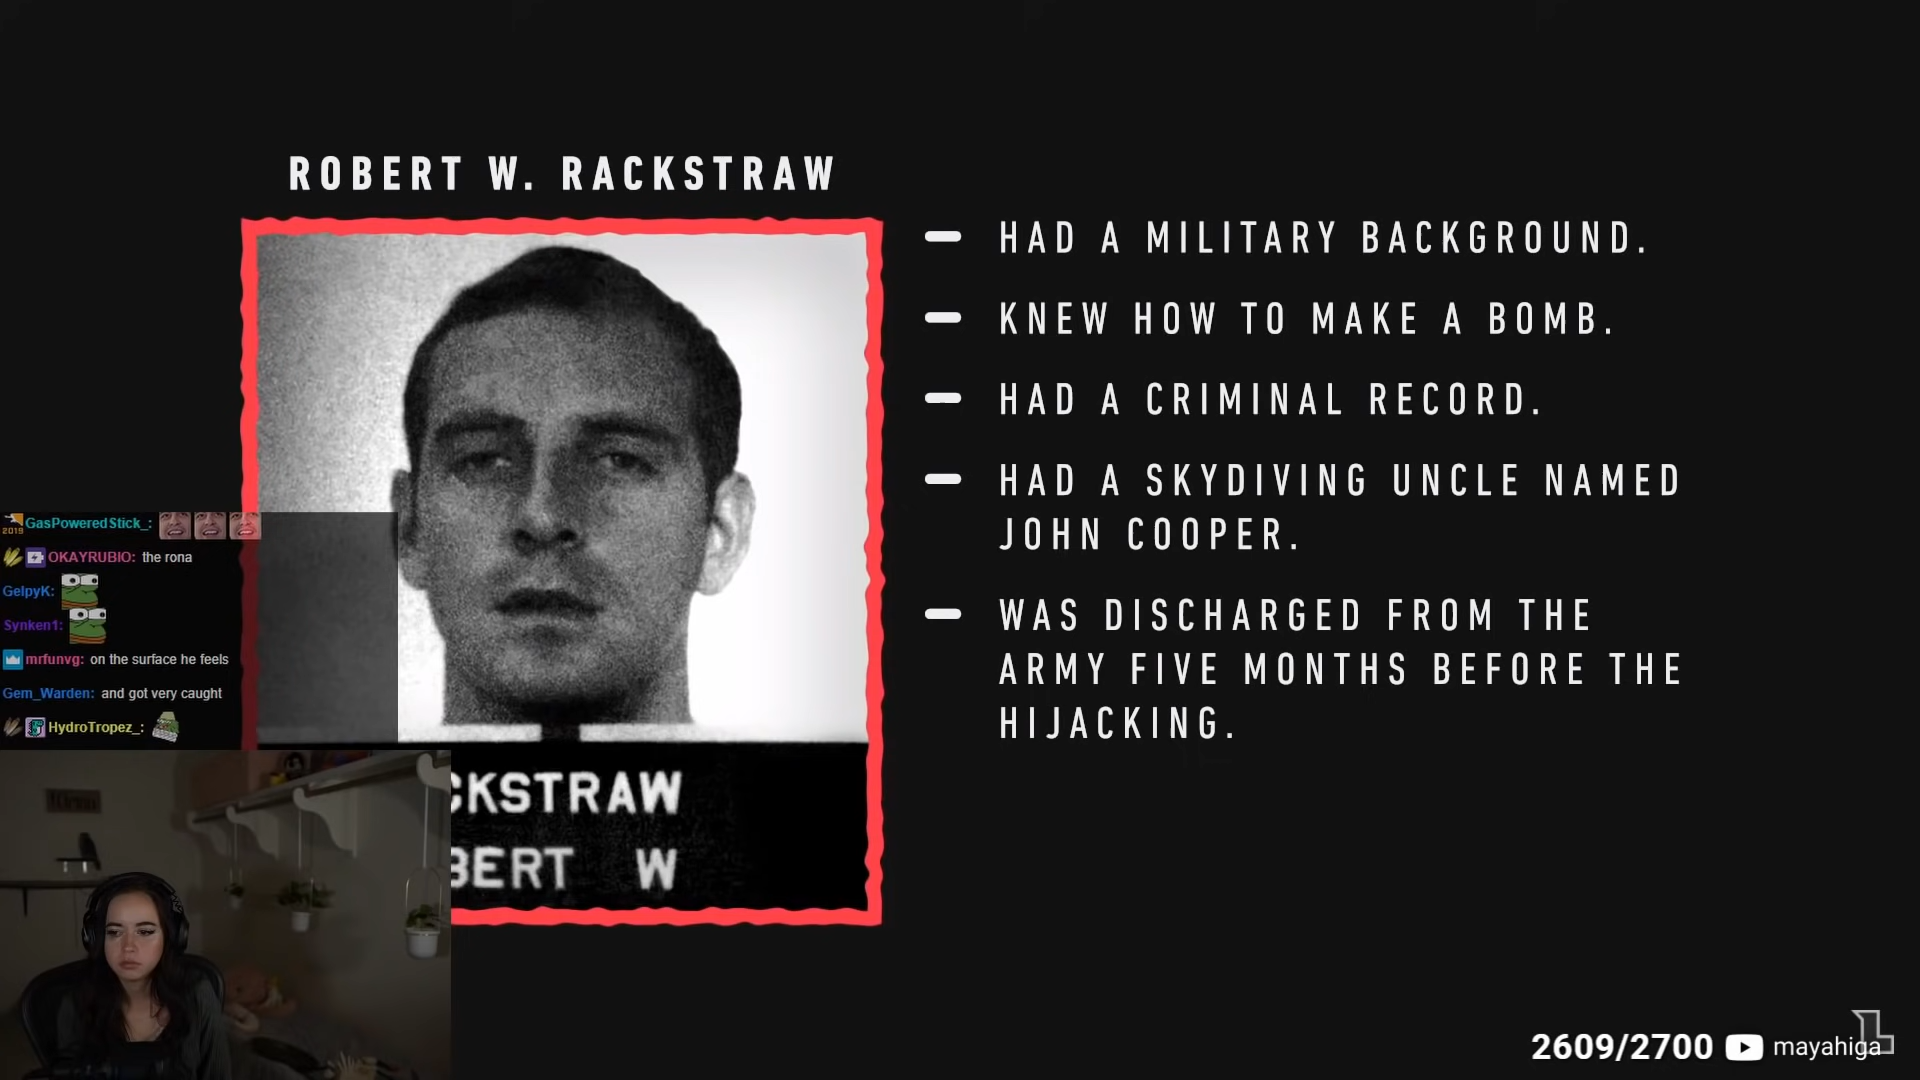 ROBERT W. RACKSTRAW
HAD A MILITARY BACKGROUND.
KNEW HOW TO MAKE A BOMB.
HAD A CRIMINAL RECORD.
HAD A SKYDIVING UNCLE NAMED
JOHN COOPER.
WAS DISCHARGED FROM THE
ARMY FIVE MONTHS BEFORE THE
HIJACKING.
2019
GasPoweredStick_:
OKAYRUBIO: the rona
GelpyK:
Synken1:
mrfunvg: on the surface he feels
Gem_Warden: and got very caught
HydroTropez_:
CKSTRAW
BERT W
2609/2700 mayahiga